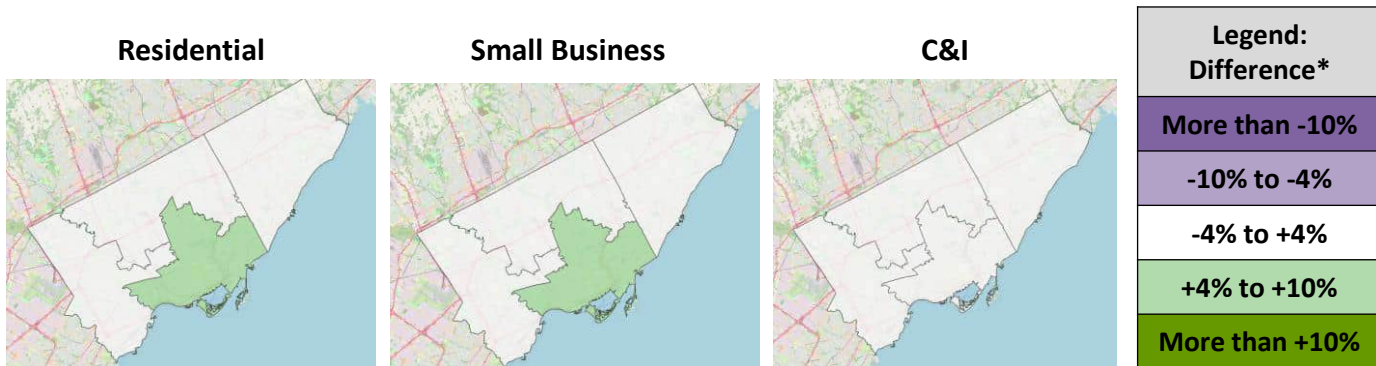 Residential
Small Business
C&I
Legend:
Difference*
More than -10%
-10% to -4%
-4% to +4%
+4% to +10%
More than +10%